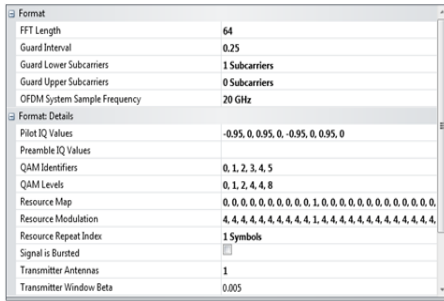 Format
FFT Length 64
Guard Interval 0.25
Guard Lower Subcarriers 1 Subcarriers
Guard Upper Subcarriers 0 Subcarriers
OFDM System Sample Frequency 20 GHz
Format: Details
Pilot IQ Values -0.95, 0, 0.95, 0, -0.95, 0, 0.95, 0
Preamble IQ Values
QAM Identifiers 0, 1, 2, 3, 4, 5
QAM Levels 0, 1, 2, 4, 4, 8
Resource Map 0, 0, 0, 0, 0, 0, 0, 0, 0, 0, 1, 0, 0, 0, 0, 0, 0, 0, 0, 0, 0, 0, 0,
Resource Modulation 4, 4, 4, 4, 4, 4, 4, 4, 4, 4, 1, 4, 4, 4, 4, 4, 4, 4, 4, 4, 4, 4, 4,
Resource Repeat Index 1 Symbols
Signal is Bursted
Transmitter Antennas 1
Transmitter Window Beta 0.005